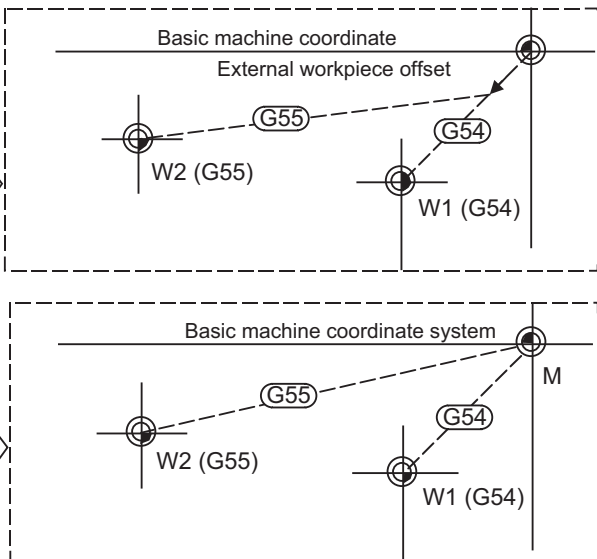 Basic machine coordinate
External workpiece offset
G55
G54
W2 (G55)
W1 (G54)
Basic machine coordinate system
M
G55
G54
W2 (G55)
W1 (G54)